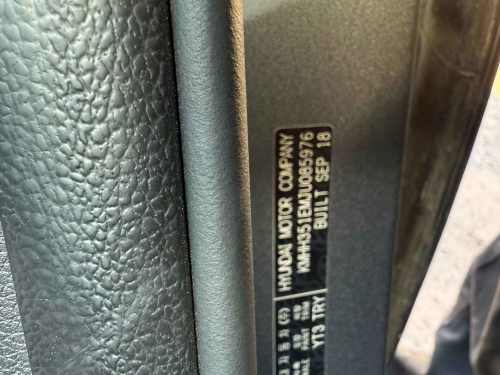 HYUNDAI MOTOR COMPANY
KMHH351EMJU085976
BUILT SEP 18
YT3 TRY